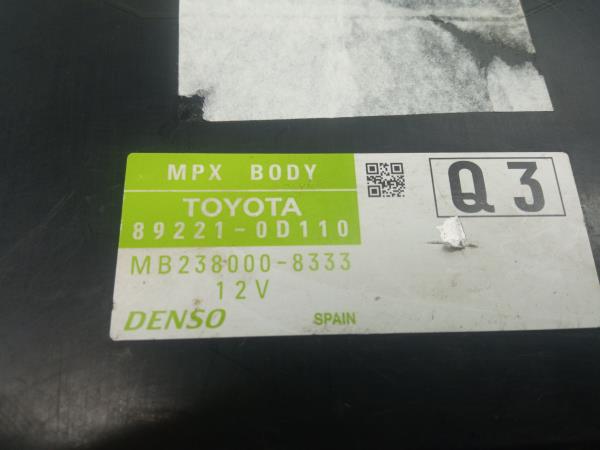 MPX BODY
TOYOTA
89221-0D110
Q3
MB238000-8333
12V
DENSO SPAIN